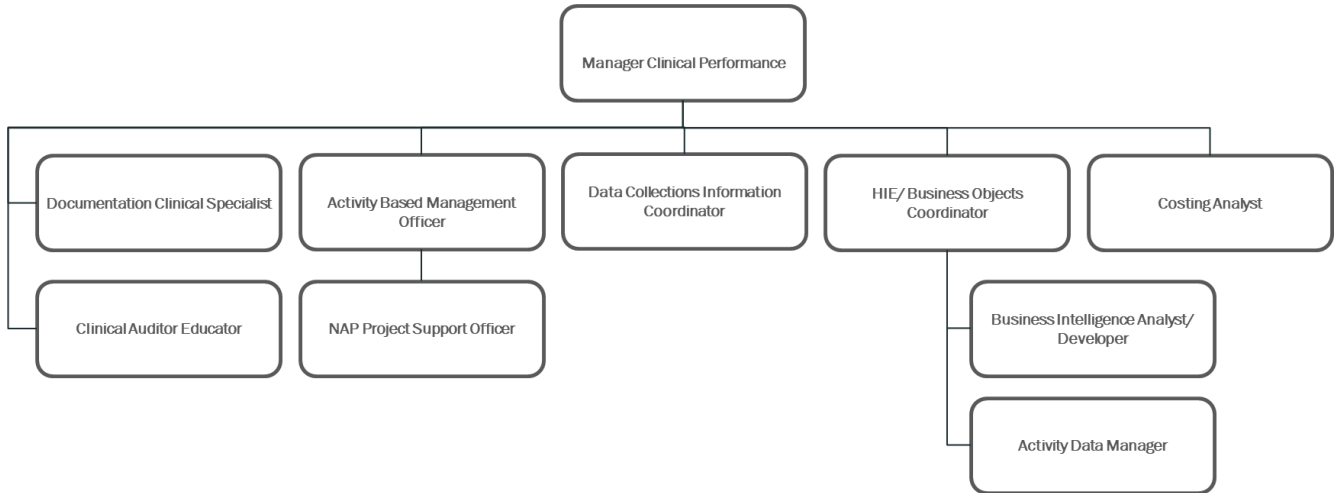 Manager Clinical Performance
Documentation Clinical Specialist
Activity Based Management
Officer
Data Collections Information
Coordinator
HIE/ Business Objects
Coordinator
Costing Analyst
Clinical Auditor Educator
NAP Project Support Officer
Business Intelligence Analyst/
Developer
Activity Data Manager